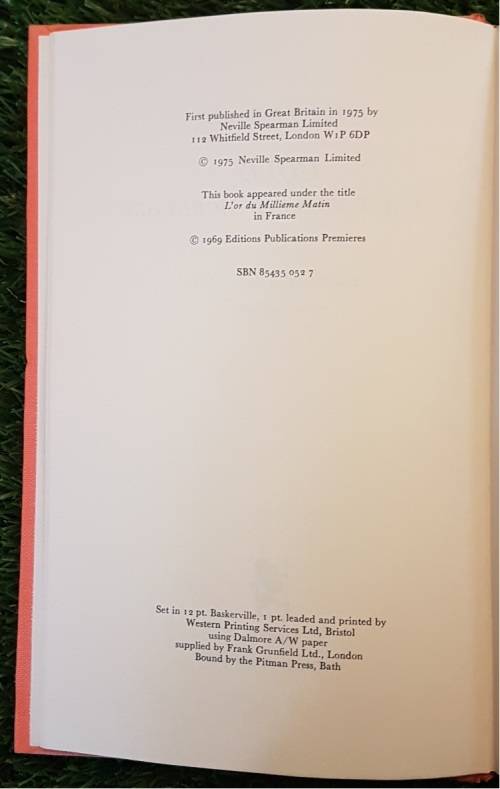 First published in Great Britain in 1975 by
Neville Spearman Limited
112 Whitfield Street, London W1P 6DP
© 1975 Neville Spearman Limited
This book appeared under the title
L'or du Millieme Matin
in France
© 1969 Editions Publications Premieres
SBN 85435 052 7
Set in 12 pt. Baskerville, 1 pt. leaded and printed by
Western Printing Services Ltd, Bristol
using Dalmore A/W paper
supplied by Frank Grunfield Ltd., London
Bound by the Pitman Press, Bath